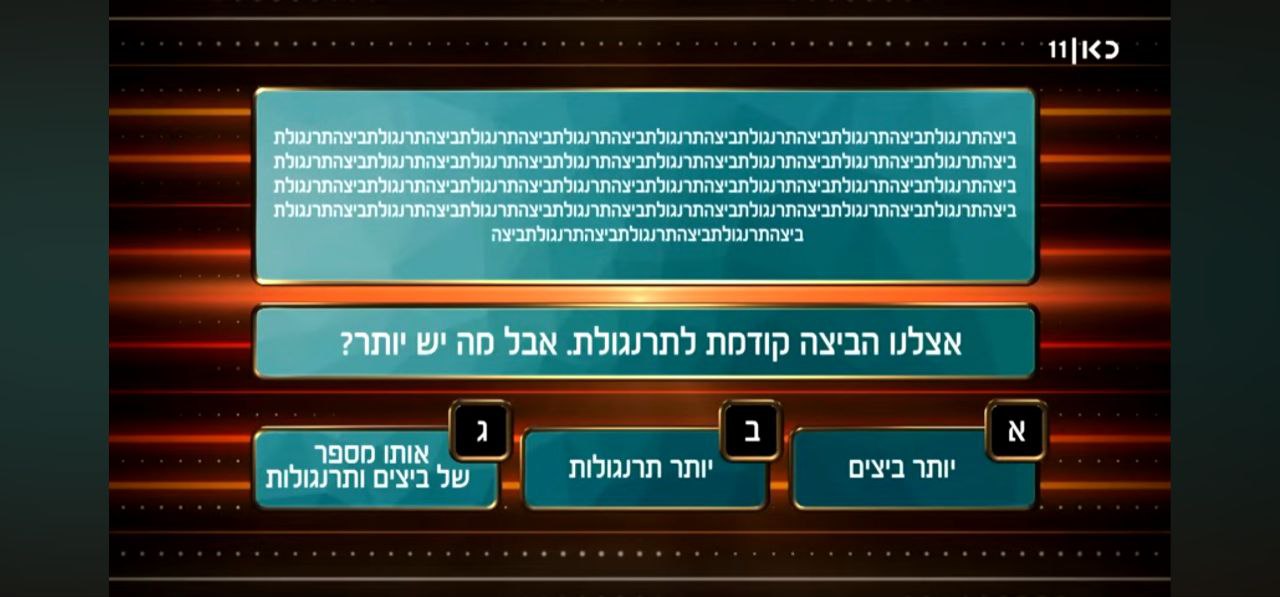 כאן|11
ביצהתרנגולתביצהתרנגולתביצהתרנגולתביצהתרנגולתביצהתרנגולתביצהתרנגולתביצהתרנגולתביצהתרנגולת
ביצהתרנגולתביצהתרנגולתביצהתרנגולתביצהתרנגולתביצהתרנגולתביצהתרנגולתביצהתרנגולתביצהתרנגולת
ביצהתרנגולתביצהתרנגולתביצהתרנגולתביצהתרנגולתביצהתרנגולתביצהתרנגולתביצהתרנגולתביצהתרנגולת
ביצהתרנגולתביצהתרנגולתביצהתרנגולתביצהתרנגולתביצהתרנגולתביצהתרנגולתביצהתרנגולתביצהתרנגולת
ביצהתרנגולתביצהתרנגולתביצהתרנגולתביצה
אצלנו הביצה קודמת לתרנגולת. אבל מה יש יותר?
א
יותר ביצים
ב
יותר תרנגולות
ג
אותו מספר
של ביצים ותרנגולות